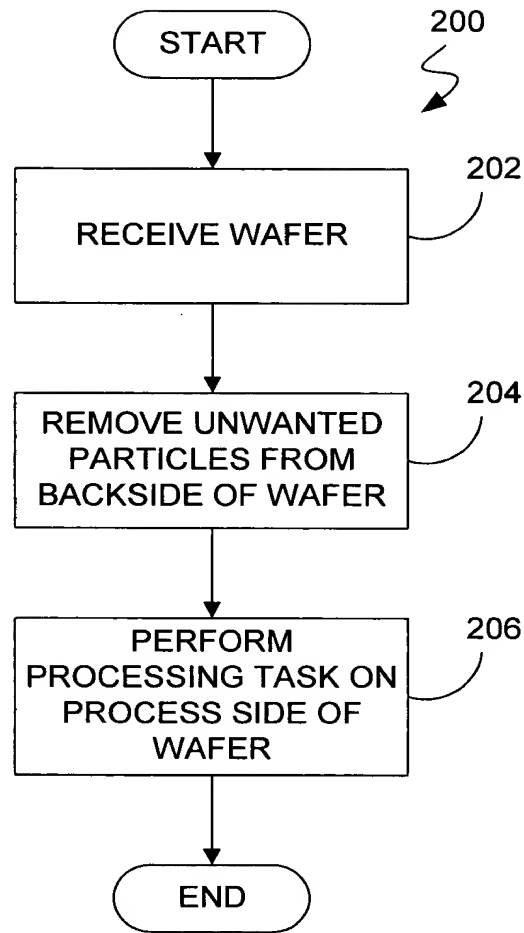 START
200
RECEIVE WAFER
202
REMOVE UNWANTED
PARTICLES FROM
BACKSIDE OF WAFER
204
PERFORM
PROCESSING TASK ON
PROCESS SIDE OF
WAFER
206
END